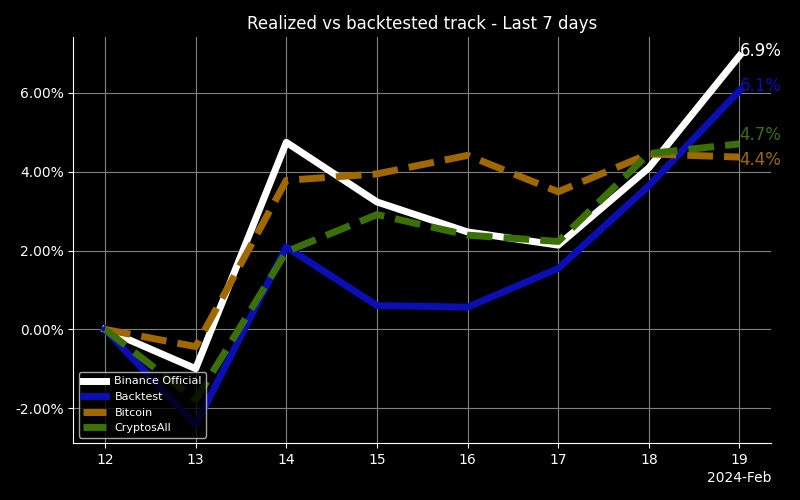 Realized vs backtested track - Last 7 days
6.9%
6.1%
4.7%
4.4%
6.00%
4.00%
2.00%
0.00%
-2.00%
Binance Official
Backtest
Bitcoin
CryptosAll
12 13 14 15 16 17 18 19
2024-Feb